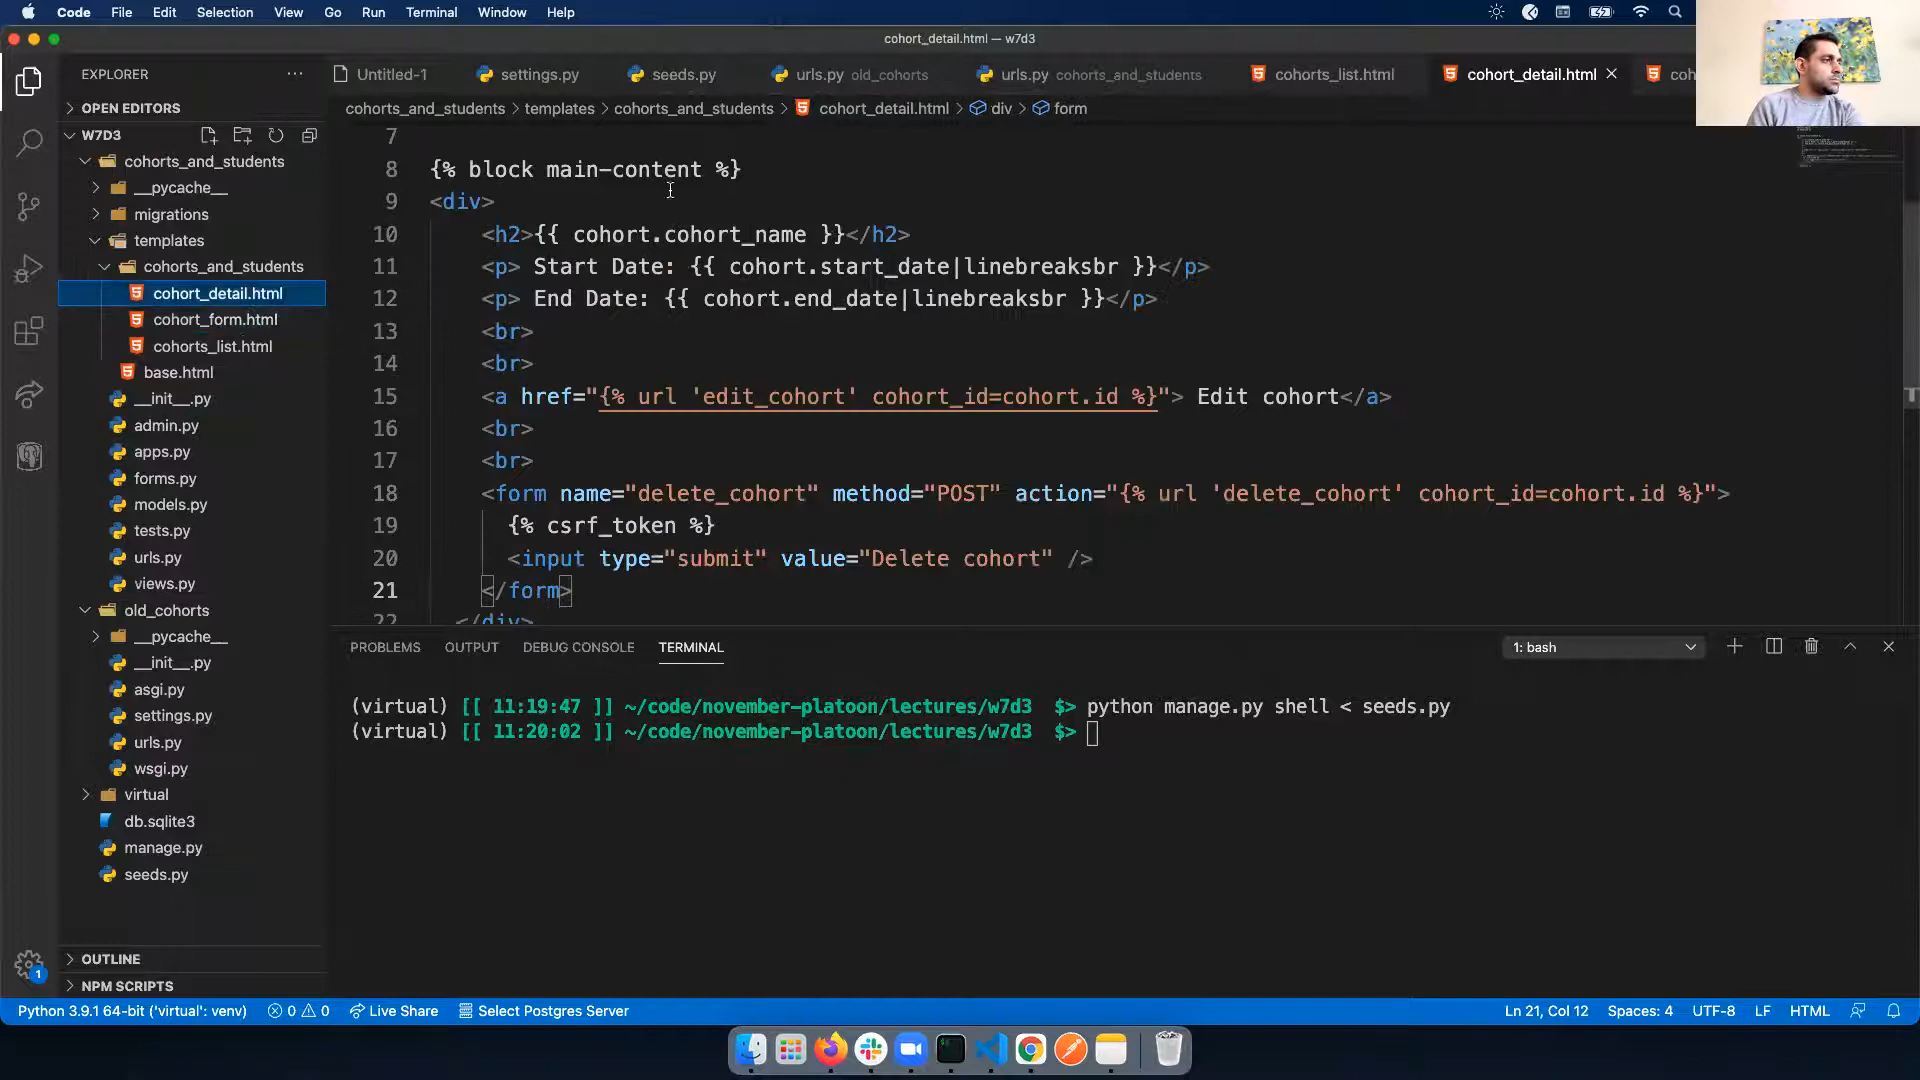 Code File Edit Selection View Go Run Terminal Window Help
cohort_detail.html — w7d3
EXPLORER
Untitled-1
settings.py
seeds.py
urls.py old_cohorts
urls.py cohorts_and_students
cohorts_list.html
cohort_detail.html
coh
cohorts_and_students > templates > cohorts_and_students > cohort_detail.html > div > form
OPEN EDITORS
W7D3
cohorts_and_students
__pycache__
migrations
templates
cohorts_and_students
cohort_detail.html
cohort_form.html
cohorts_list.html
base.html
__init__.py
admin.py
apps.py
forms.py
models.py
tests.py
urls.py
views.py
old_cohorts
__pycache__
__init__.py
asgi.py
settings.py
urls.py
wsgi.py
virtual
db.sqlite3
manage.py
seeds.py
OUTLINE
NPM SCRIPTS
7
8 {% block main-content %}
9 <div>
10 <h2>{{ cohort.cohort_name }}</h2>
11 <p> Start Date: {{ cohort.start_date|linebreaksbr }}</p>
12 <p> End Date: {{ cohort.end_date|linebreaksbr }}</p>
13 <br>
14 <br>
15 <a href="{% url 'edit_cohort' cohort_id=cohort.id %}"> Edit cohort</a>
16 <br>
17 <br>
18 <form name="delete_cohort" method="POST" action="{% url 'delete_cohort' cohort_id=cohort.id %}">
19 {% csrf_token %}
20 <input type="submit" value="Delete cohort" />
21 </form>
22 </div>
PROBLEMS OUTPUT DEBUG CONSOLE TERMINAL
1: bash
(virtual) [[ 11:19:47 ]] ~/code/november-platoon/lectures/w7d3 $> python manage.py shell < seeds.py
(virtual) [[ 11:20:02 ]] ~/code/november-platoon/lectures/w7d3 $>
1
Python 3.9.1 64-bit ('virtual': venv) 0 0 Live Share Select Postgres Server
Ln 21, Col 12 Spaces: 4 UTF-8 LF HTML